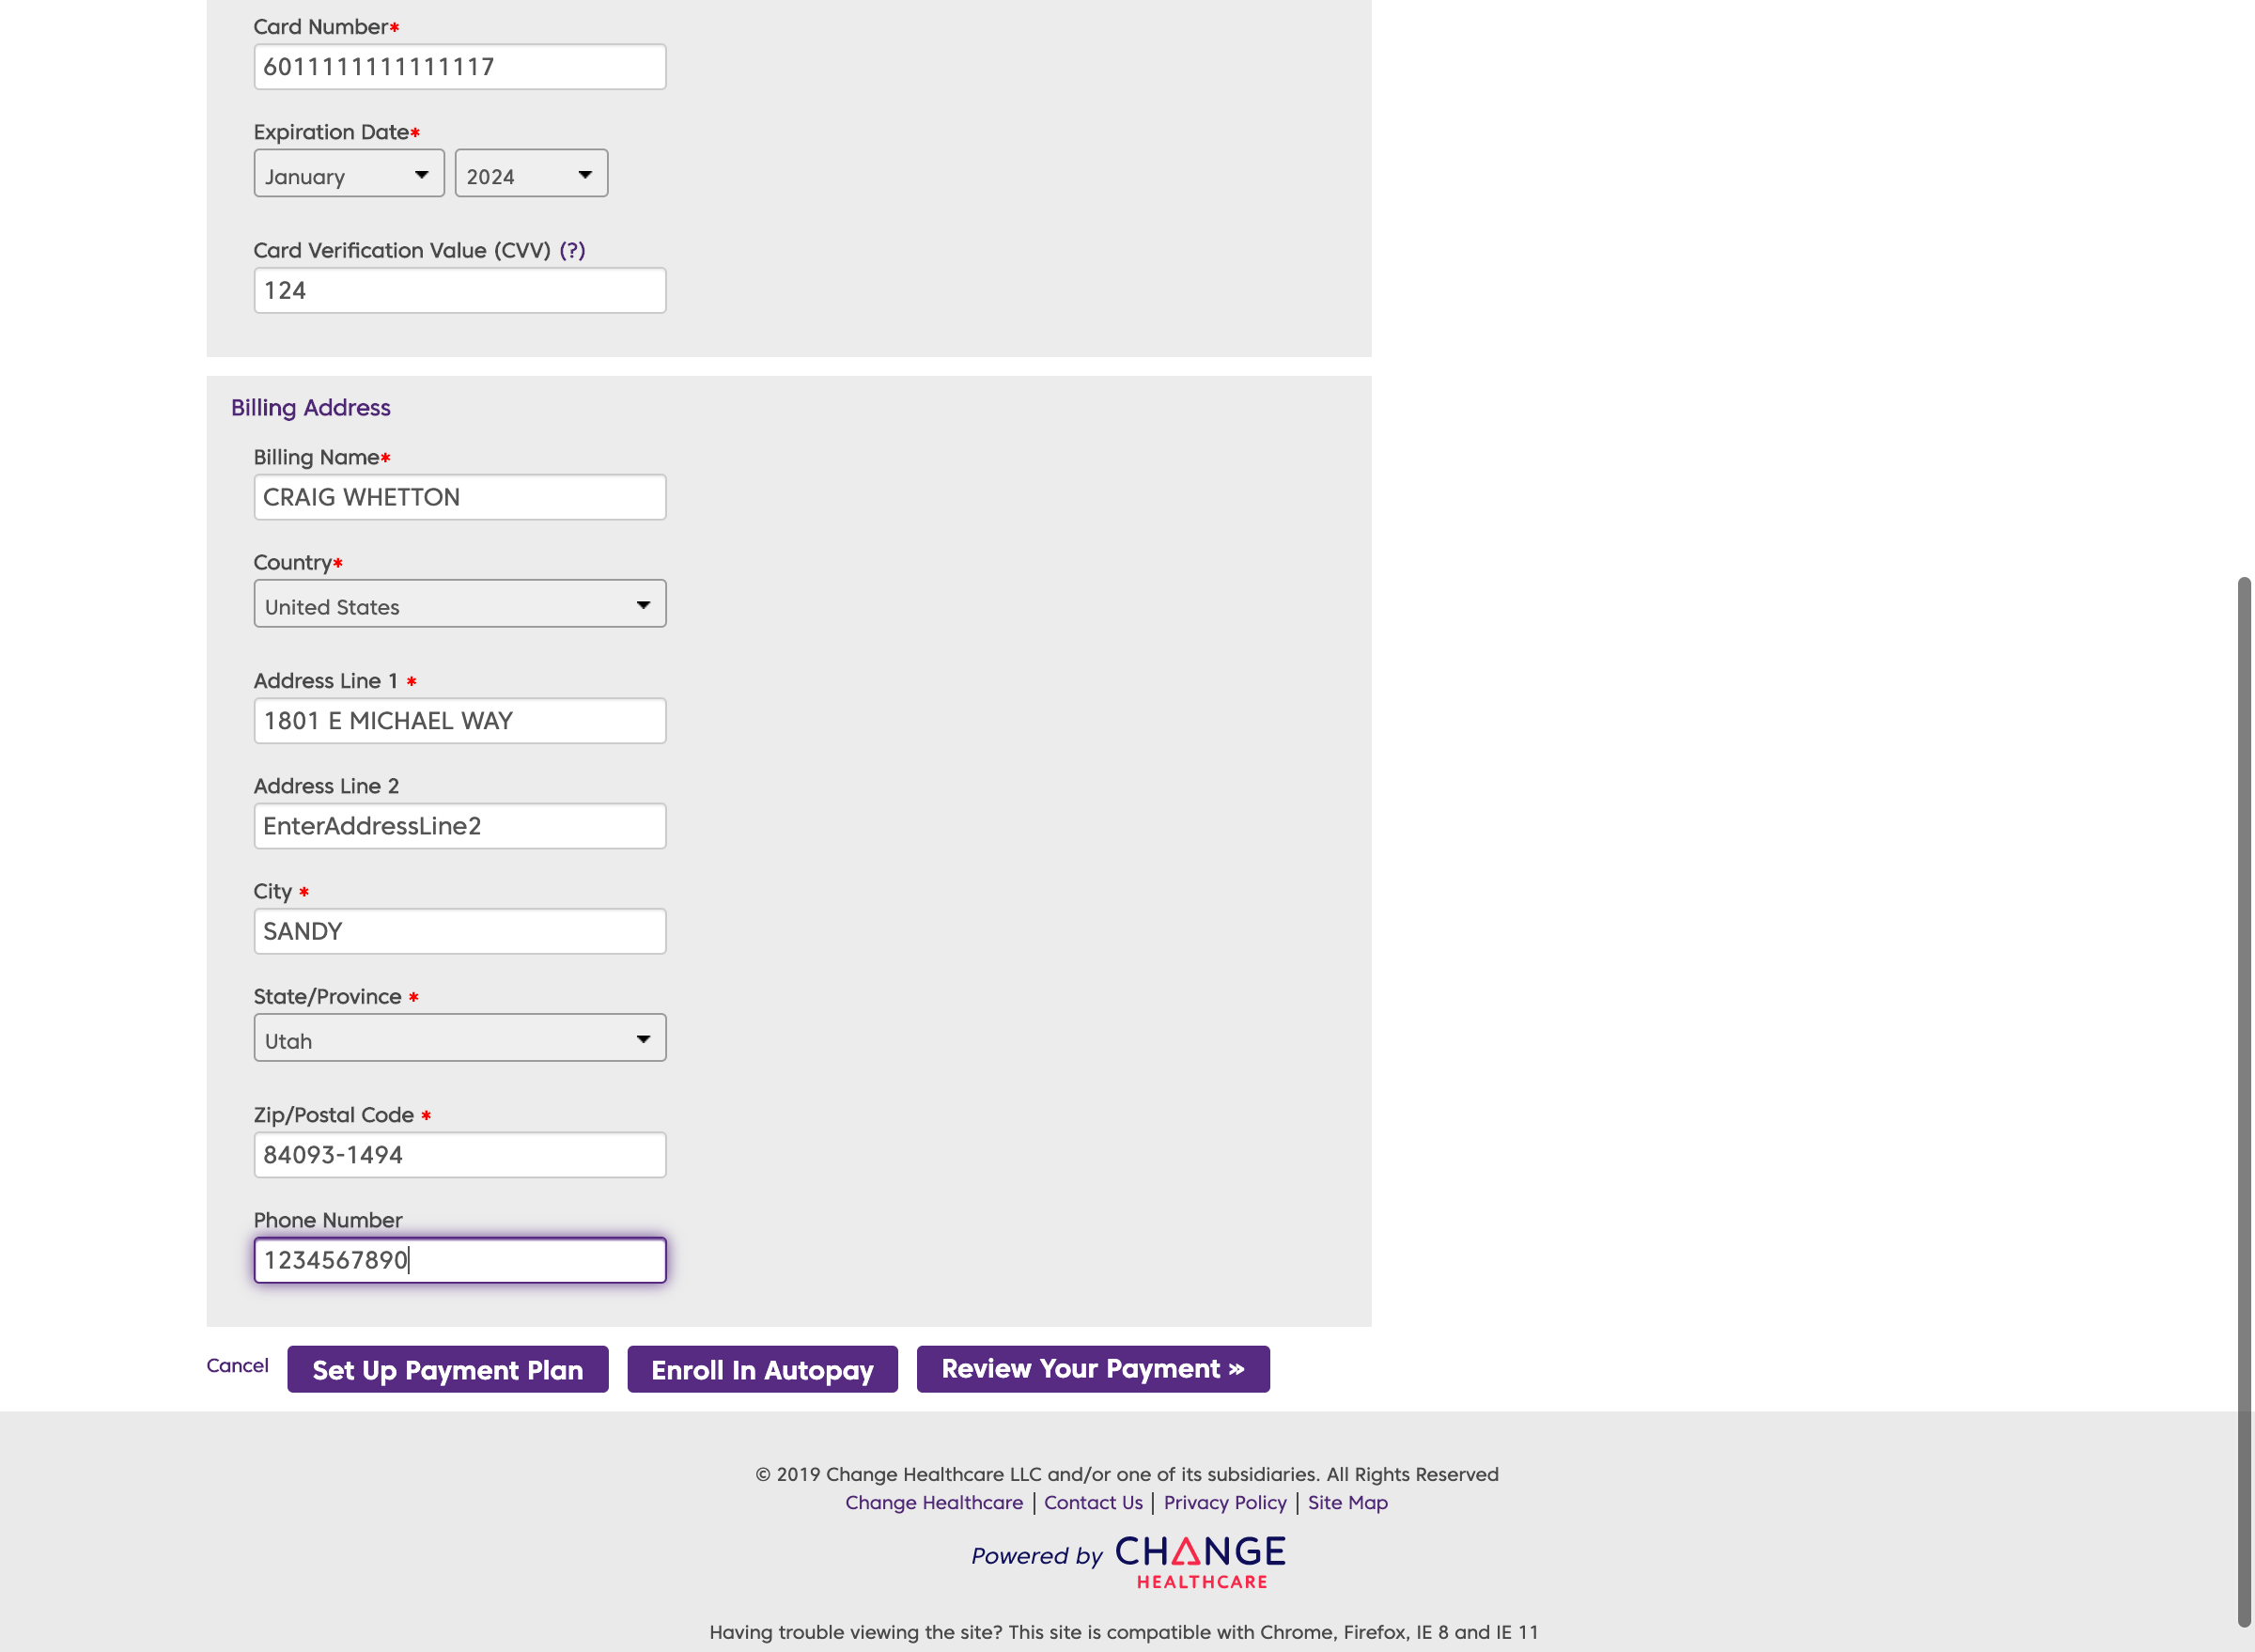 Card Number*
6011111111111117
Expiration Date*
January 2024
Card Verification Value (CVV) (?)
124
Billing Address
Billing Name*
CRAIG WHETTON
Country*
United States
Address Line 1 *
1801 E MICHAEL WAY
Address Line 2
EnterAddressLine2
City *
SANDY
State/Province *
Utah
Zip/Postal Code *
84093-1494
Phone Number
1234567890
Cancel Set Up Payment Plan Enroll In Autopay Review Your Payment »
© 2019 Change Healthcare LLC and/or one of its subsidiaries. All Rights Reserved
Change Healthcare | Contact Us | Privacy Policy | Site Map
Powered by CHANGE
HEALTHCARE
Having trouble viewing the site? This site is compatible with Chrome, Firefox, IE 8 and IE 11